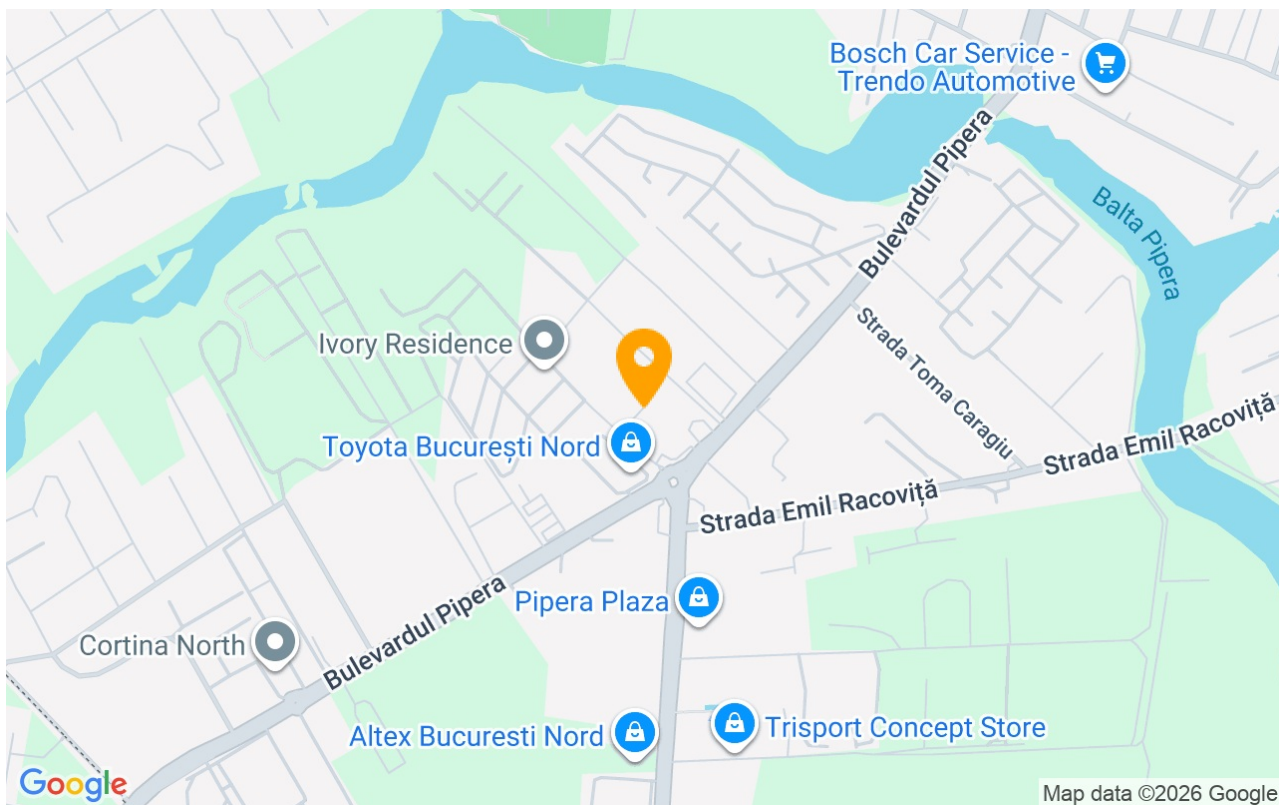 Bosch Car Service -
Trendo Automotive
Bulevardul Pipera
Balta Pipera
Ivory Residence
Strada Toma Caragiu
Strada Emil Racoviță
Toyota București Nord
Strada Emil Racoviță
Pipera Plaza
Bulevardul Pipera
Cortina North
Altex Bucuresti Nord
Trisport Concept Store
Google
Map data ©2026 Google